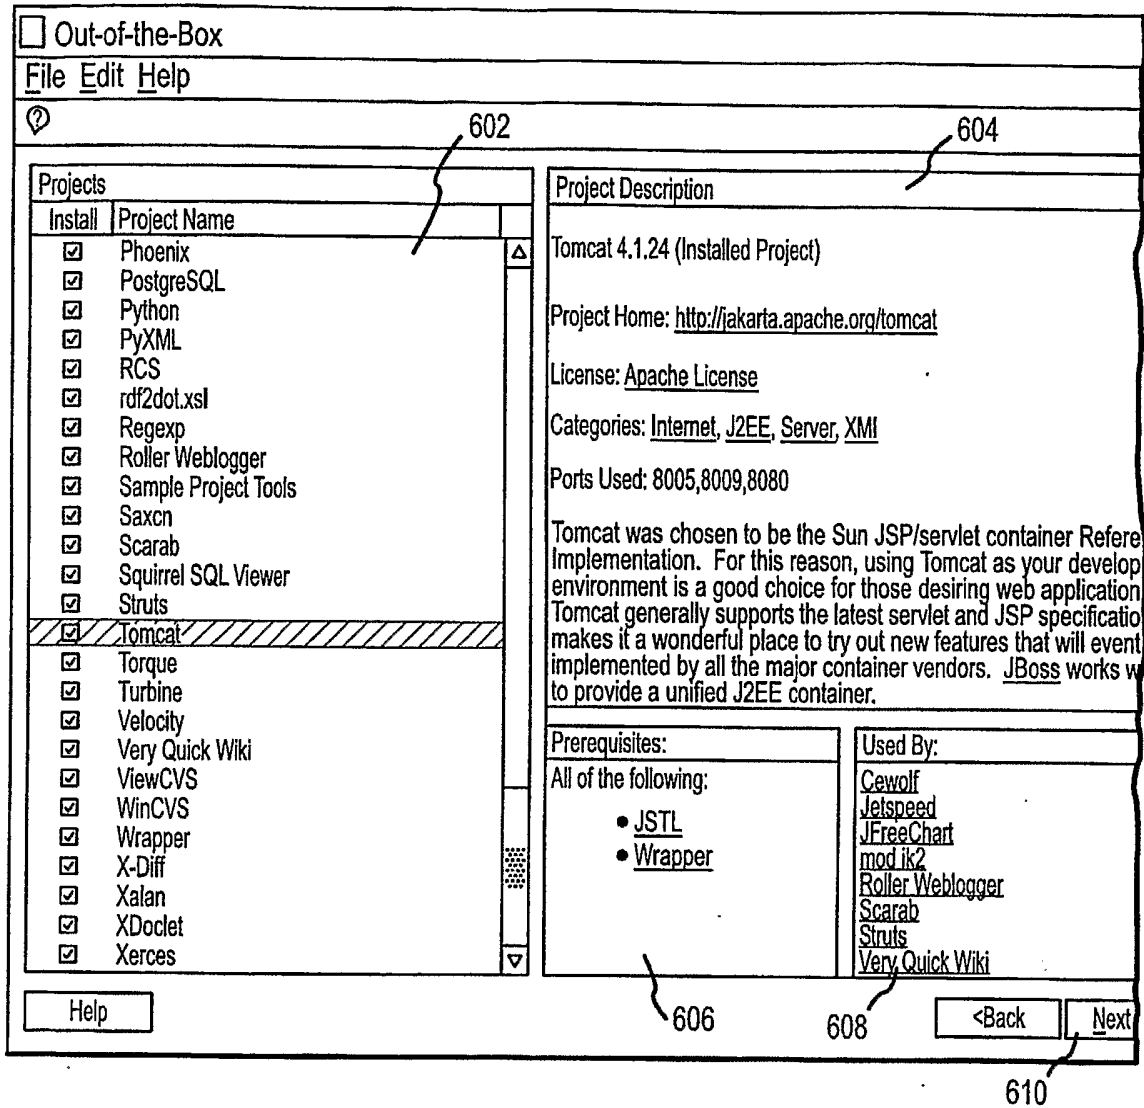 Out-of-the-Box
File Edit Help
?
602
604
Projects
Install Project Name
Phoenix
PostgreSQL
Python
PyXML
RCS
rdf2dot.xsl
Regexp
Roller Weblogger
Sample Project Tools
Saxcn
Scarab
Squirrel SQL Viewer
Struts
Tomcat
Torque
Turbine
Velocity
Very Quick Wiki
ViewCVS
WinCVS
Wrapper
X-Diff
Xalan
XDoclet
Xerces
Project Description
Tomcat 4.1.24 (Installed Project)
Project Home: http://jakarta.apache.org/tomcat
License: Apache License
Categories: Internet, J2EE, Server, XMl
Ports Used: 8005,8009,8080
Tomcat was chosen to be the Sun JSP/servlet container Refere
Implementation. For this reason, using Tomcat as your develop
environment is a good choice for those desiring web application
Tomcat generally supports the latest servlet and JSP specificatio
makes it a wonderful place to try out new features that will event
implemented by all the major container vendors. JBoss works w
to provide a unified J2EE container.
Prerequisites:
All of the following:
• JSTL
• Wrapper
Used By:
Cewolf
Jetspeed
JFreeChart
mod ik2
Roller Weblogger
Scarab
Struts
Very Quick Wiki
Help
606
608
<Back
Next
610